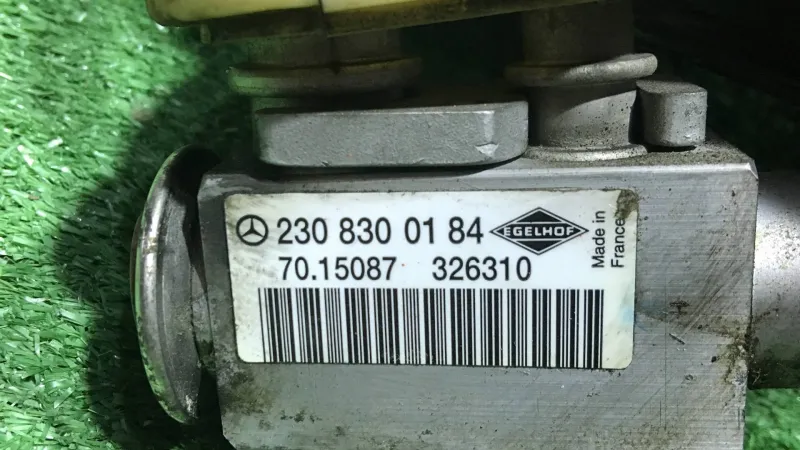 230 830 01 84 EGELHOF
70.15087 326310
Made in
France